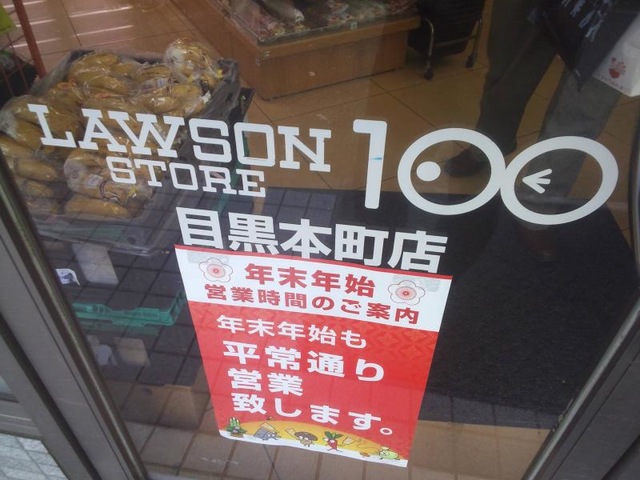 LAWSON
STORE 100
目黒本町店
年末年始
営業時間のご案内
年末年始も
平常通り
営業
致します。